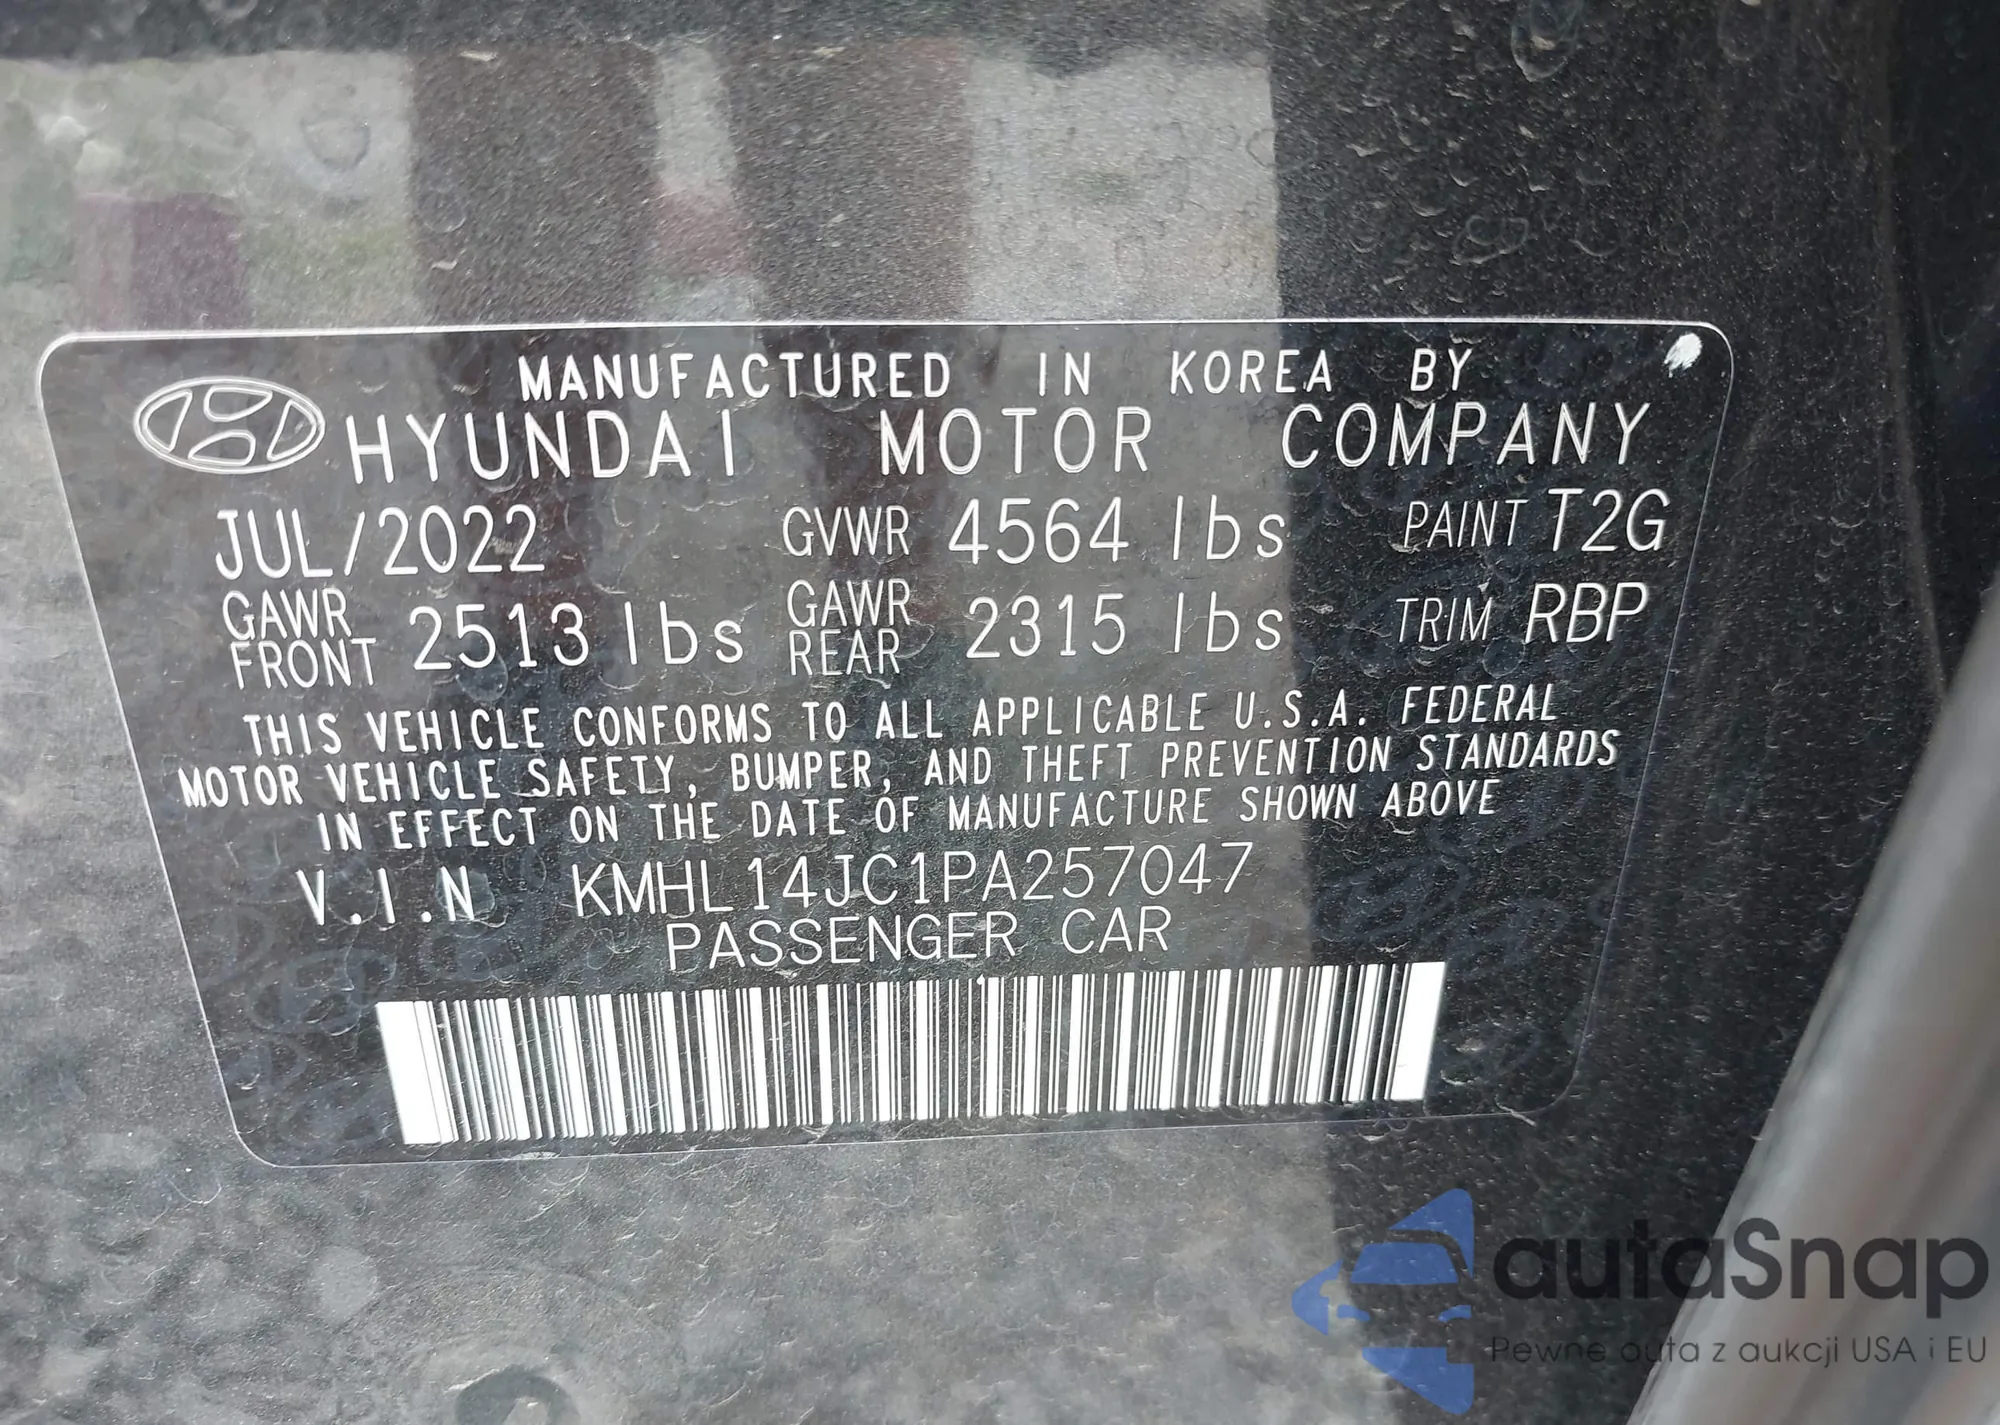 MANUFACTURED IN KOREA BY
HYUNDAI MOTOR COMPANY
JUL/2022 GVWR 4564 lbs PAINT T2G
GAWR FRONT 2513 lbs GAWR REAR 2315 lbs TRIM RBP
THIS VEHICLE CONFORMS TO ALL APPLICABLE U.S.A. FEDERAL
MOTOR VEHICLE SAFETY, BUMPER, AND THEFT PREVENTION STANDARDS
IN EFFECT ON THE DATE OF MANUFACTURE SHOWN ABOVE
V.I.N KMHL14JC1PA257047
PASSENGER CAR
autaSnap
Pewne auta z aukcji USA i EU